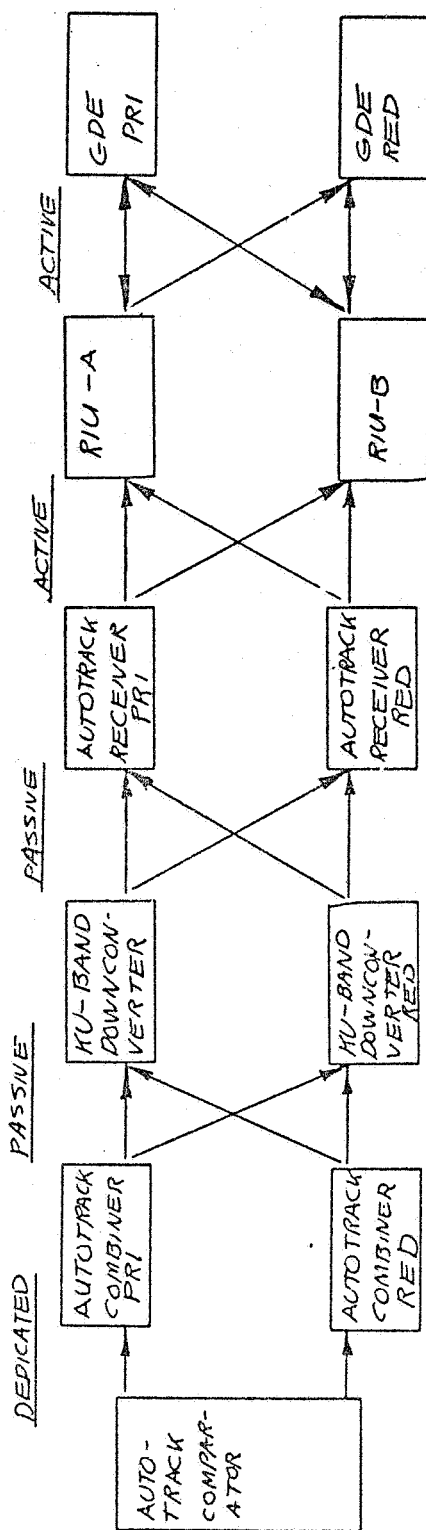 DEDICATED
PASSIVE
PASSIVE
ACTIVE
ACTIVE
AUTO-
TRACK
COMPAR-
ATOR
AUTOTRACK
COMBINER
PRI
KU-BAND
DOWNCON-
VERTER
AUTOTRACK
RECEIVER
PRI
RIU-A
GDE
PRI
AUTOTRACK
COMBINER
RED
KU-BAND
DOWNCON-
VERTER
RED
AUTOTRACK
RECEIVER
RED
RIU-B
GDE
RED